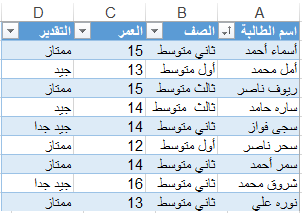 A B C D
اسم الطالبة الصف العمر التقدير
أسماء أحمد ثاني متوسط 15 ممتاز
أمل محمد أول متوسط 13 جيد
ريوف ناصر ثالث متوسط 15 ممتاز
ساره حامد ثالث متوسط 14 جيد
سجى فواز ثاني متوسط 14 جيد جدا
سحر ناصر أول متوسط 12 ممتاز
سمر أحمد ثاني متوسط 14 ممتاز
شروق محمد ثاني متوسط 16 جيد جدا
نوره علي ثاني متوسط 13 ممتاز